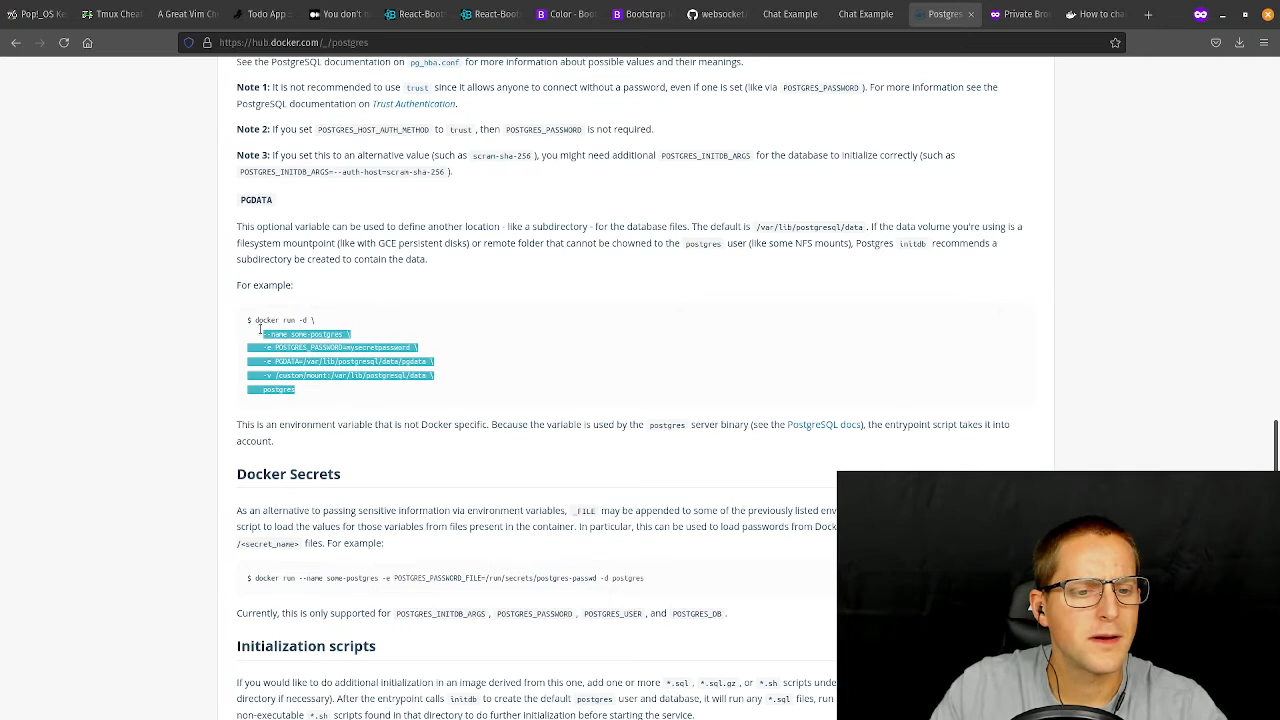 Pop!_OS Ke
Tmux Cheat
A Great Vim Ch
Testing
You don't n
React-Boots
React-Boots
Color · Boots
Bootstrap I
websocket/
Chat Example
Chat Example
Postgres
Private Bro
How to cha
https://hub.docker.com/_/postgres
See the PostgreSQL documentation on pg_hba.conf for more information about possible values and their meanings.
Note 1: It is not recommended to use trust since it allows anyone to connect without a password, even if one is set (like via POSTGRES_PASSWORD ). For more information see the
PostgreSQL documentation on Trust Authentication.
Note 2: If you set POSTGRES_HOST_AUTH_METHOD to trust , then POSTGRES_PASSWORD is not required.
Note 3: If you set this to an alternative value (such as scram-sha-256 ), you might need additional POSTGRES_INITDB_ARGS for the database to initialize correctly (such as
POSTGRES_INITDB_ARGS=--auth-host=scram-sha-256 ).
PGDATA
This optional variable can be used to define another location - like a subdirectory - for the database files. The default is /var/lib/postgresql/data . If the data volume you're using is a
filesystem mountpoint (like with GCE persistent disks) or remote folder that cannot be chowned to the postgres user (like some NFS mounts), Postgres initdb recommends a
subdirectory be created to contain the data.
For example:
$ docker run -d \
--name some-postgres \
-e POSTGRES_PASSWORD=mysecretpassword \
-e PGDATA=/var/lib/postgresql/data/pgdata \
-v /custom/mount:/var/lib/postgresql/data \
postgres
This is an environment variable that is not Docker specific. Because the variable is used by the postgres server binary (see the PostgreSQL docs), the entrypoint script takes it into
account.
Docker Secrets
As an alternative to passing sensitive information via environment variables, _FILE may be appended to some of the previously listed env
script to load the values for those variables from files present in the container. In particular, this can be used to load passwords from Dock
/<secret_name> files. For example:
$ docker run --name some-postgres -e POSTGRES_PASSWORD_FILE=/run/secrets/postgres-passwd -d postgres
Currently, this is only supported for POSTGRES_INITDB_ARGS , POSTGRES_PASSWORD , POSTGRES_USER , and POSTGRES_DB .
Initialization scripts
If you would like to do additional initialization in an image derived from this one, add one or more *.sql , *.sql.gz , or *.sh scripts unde
directory if necessary). After the entrypoint calls initdb to create the default postgres user and database, it will run any *.sql files, run
non-executable *.sh scripts found in that directory to do further initialization before starting the service.